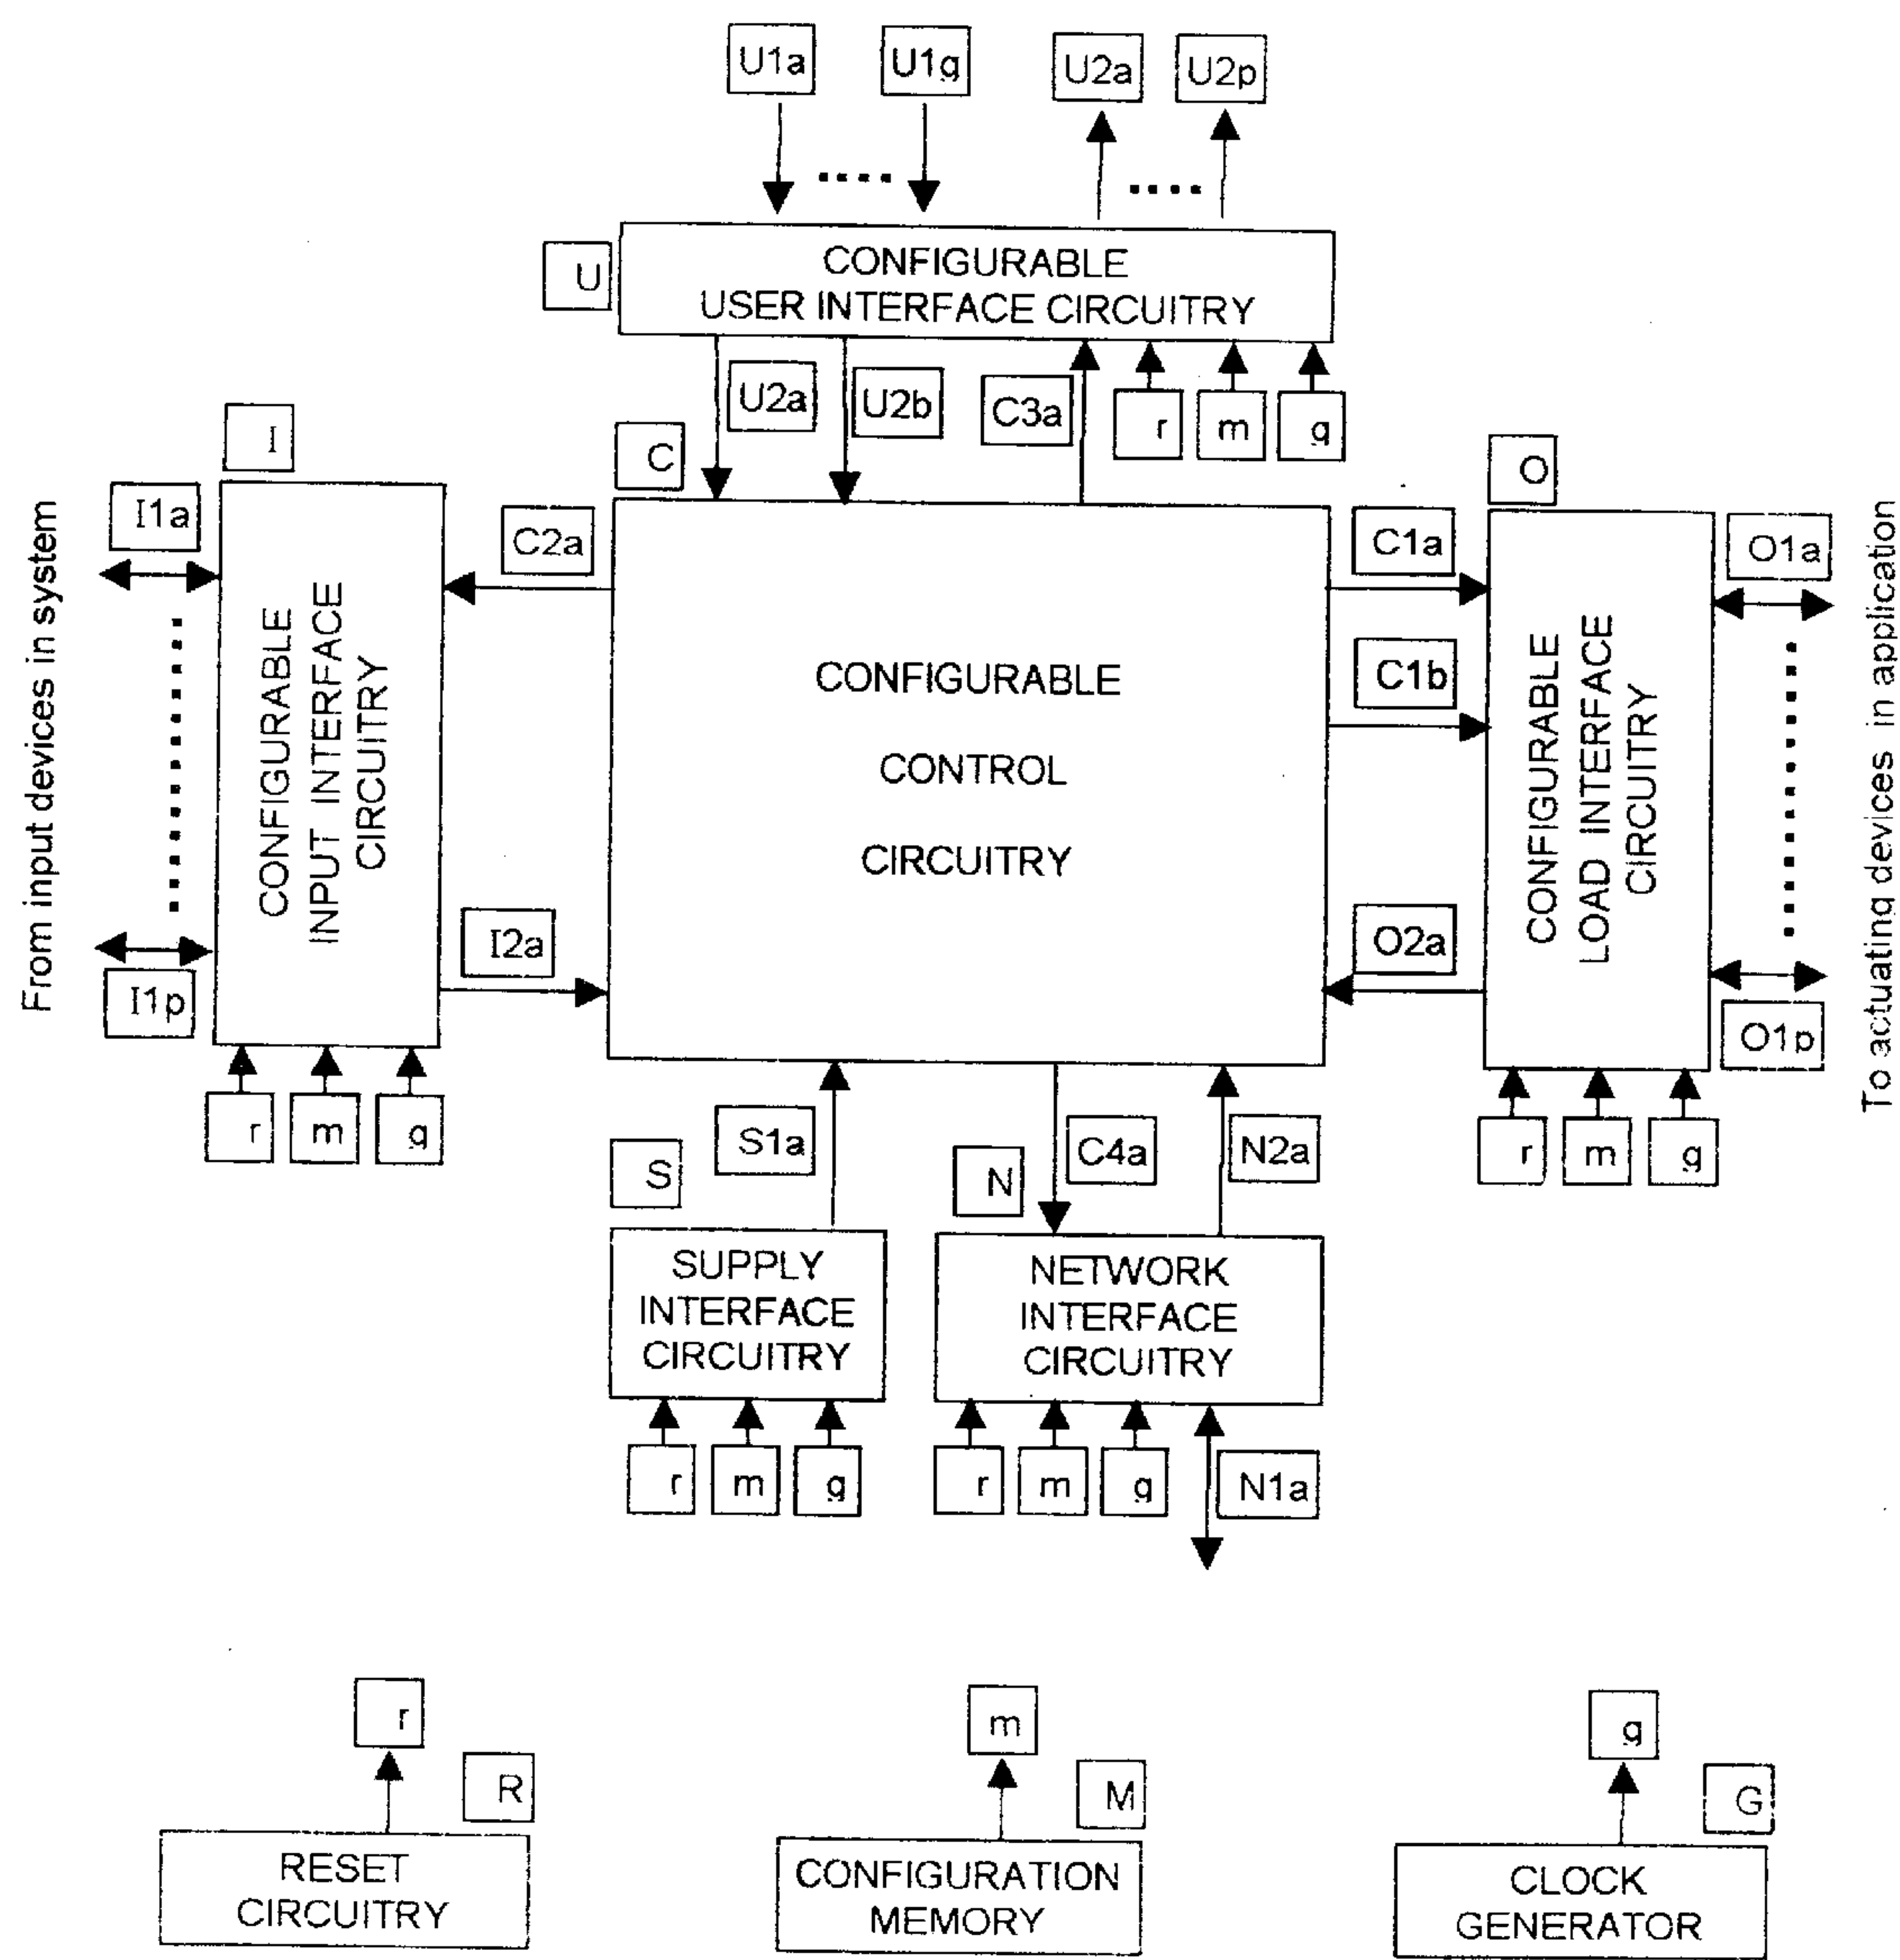 U1a
U1g
U2a
U2p
U
CONFIGURABLE
USER INTERFACE CIRCUITRY
U2a
U2b
C3a
r
m
g
I
C
O
From input devices in system
I1a
I1p
CONFIGURABLE
INPUT INTERFACE
CIRCUITRY
C2a
I2a
r
m
g
CONFIGURABLE
CONTROL
CIRCUITRY
C1a
C1b
O2a
CONFIGURABLE
LOAD INTERFACE
CIRCUITRY
O1a
O1p
To actuating devices in application
r
m
g
S
S1a
N
C4a
N2a
SUPPLY
INTERFACE
CIRCUITRY
r
m
g
NETWORK
INTERFACE
CIRCUITRY
r
m
g
N1a
r
R
RESET
CIRCUITRY
m
M
CONFIGURATION
MEMORY
g
G
CLOCK
GENERATOR